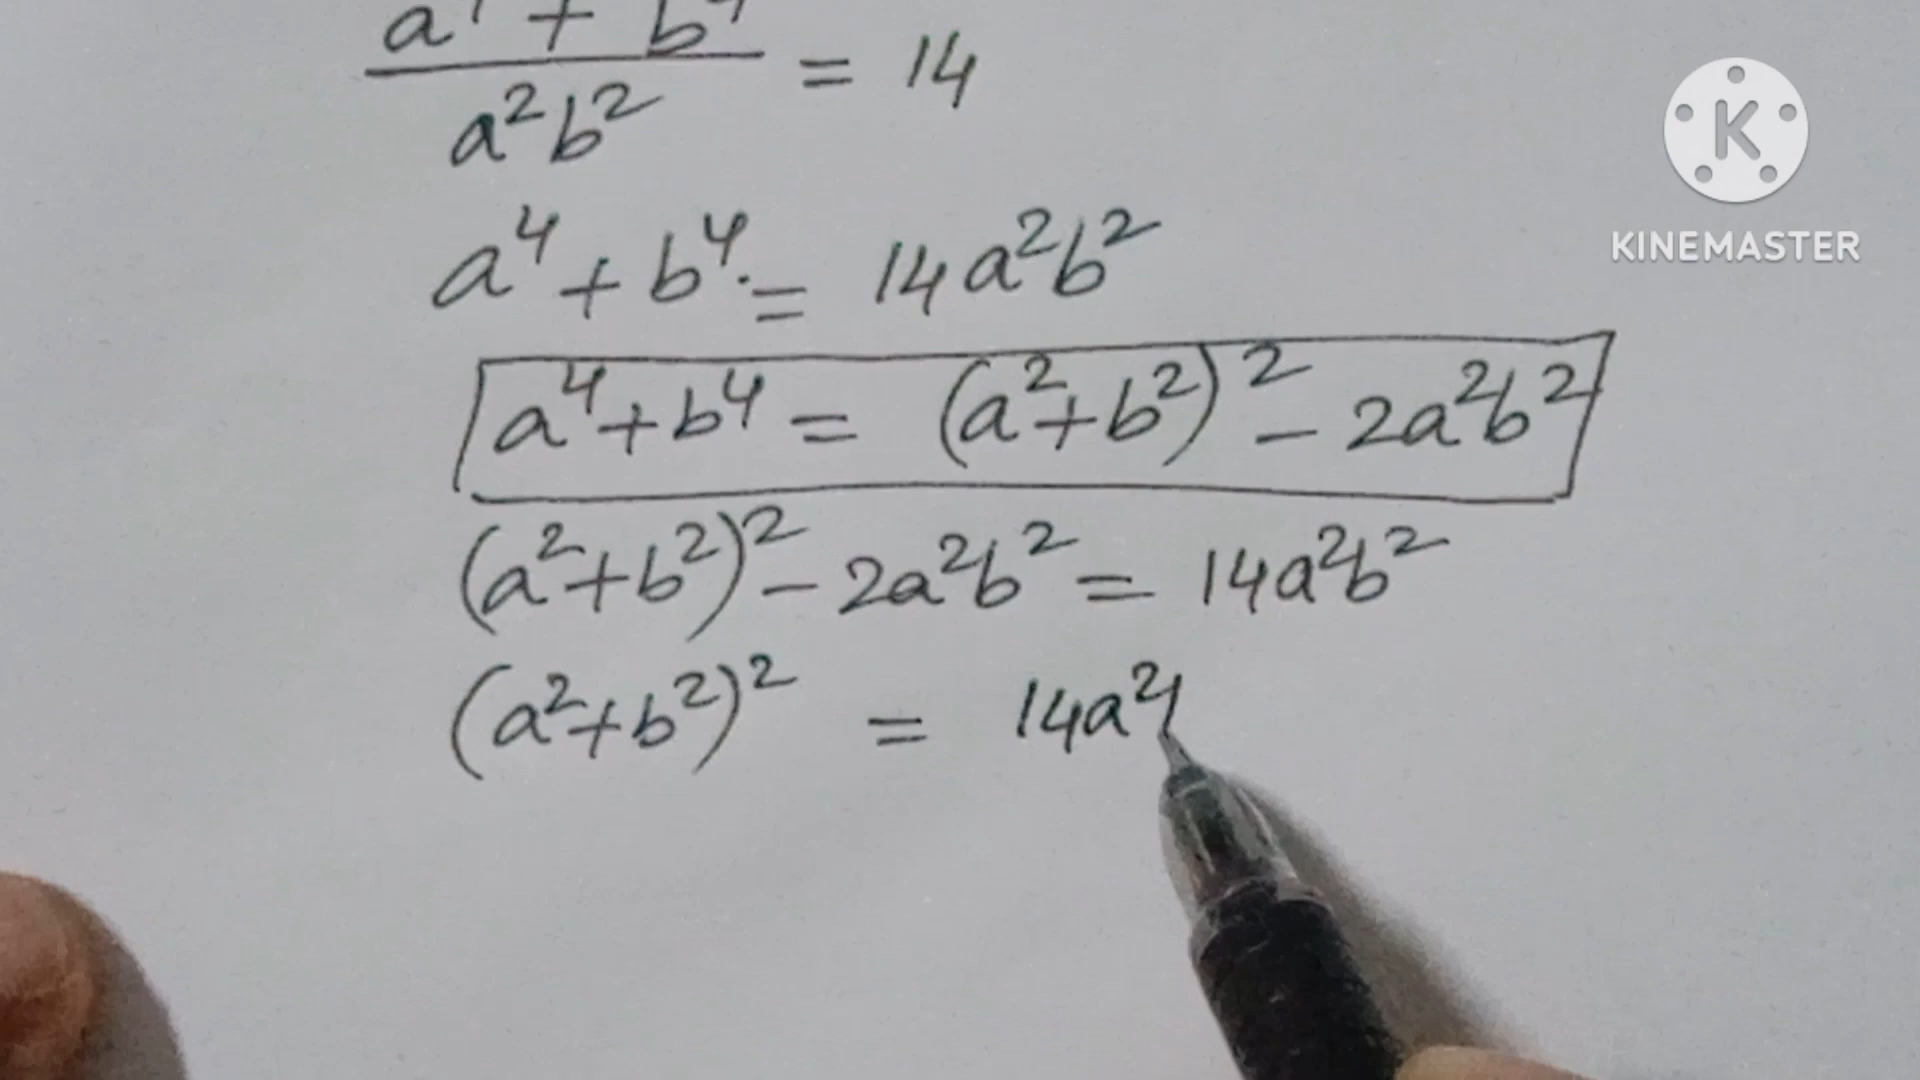 a⁴ + b⁴
———— = 14
a²b²
a⁴ + b⁴ = 14a²b²
a⁴ + b⁴ = (a² + b²)² - 2a²b²
(a² + b²)² - 2a²b² = 14a²b²
(a² + b²)² = 14a²
K
KINEMASTER